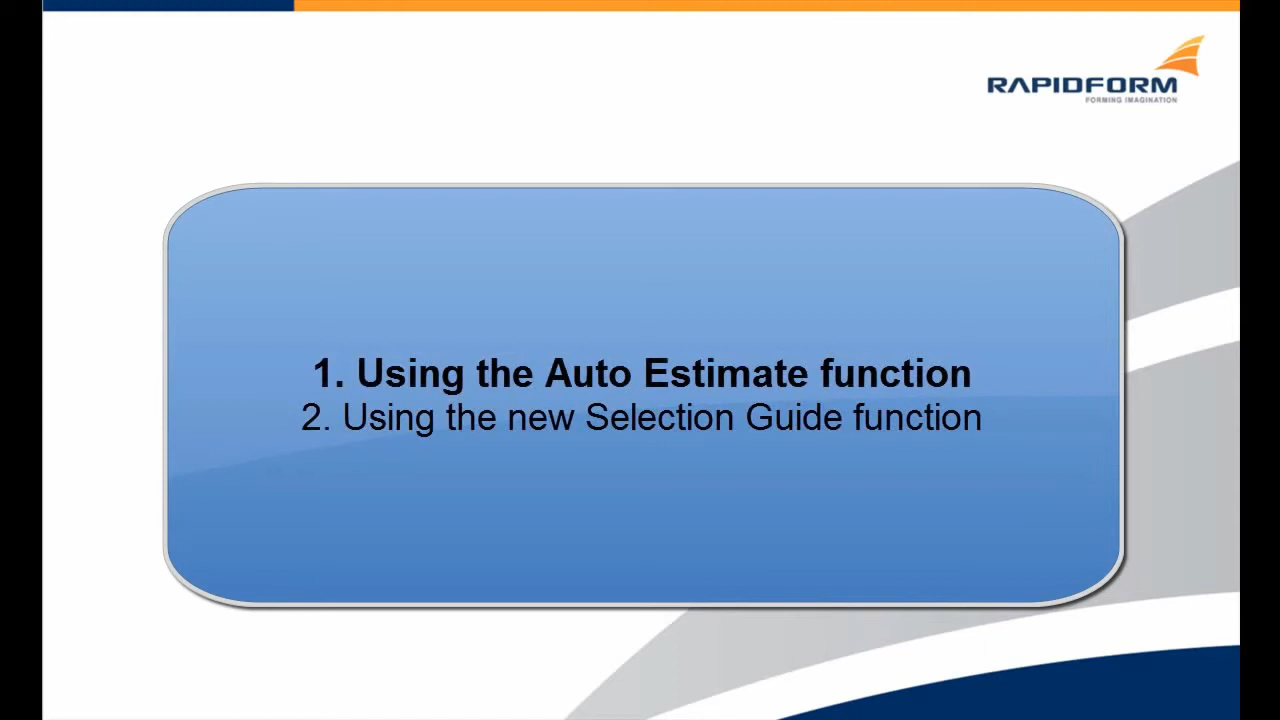 RAPIDFORM
FORMING IMAGINATION
1. Using the Auto Estimate function
2. Using the new Selection Guide function